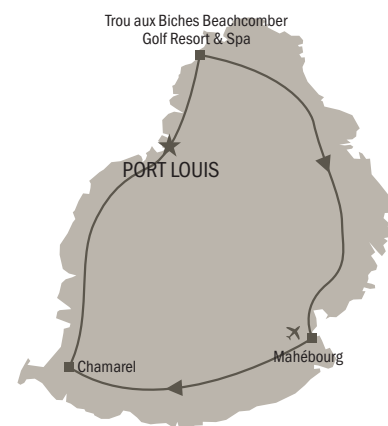 Trou aux Biches Beachcomber
Golf Resort & Spa
PORT LOUIS
Mahébourg
Chamarel